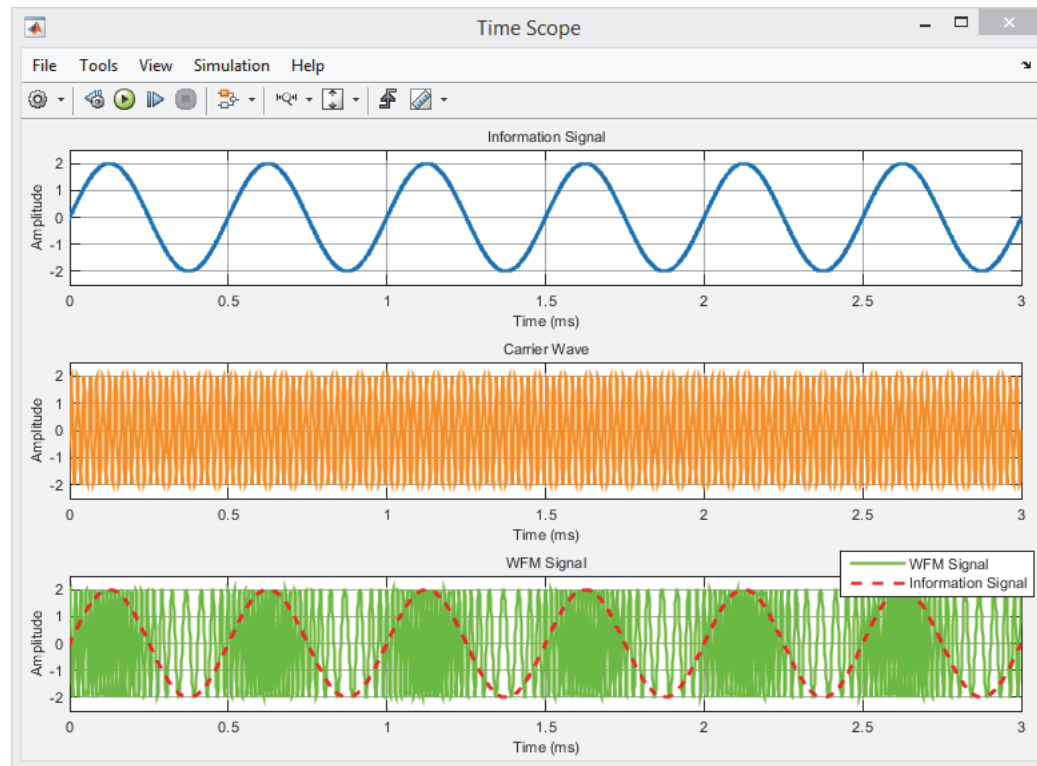 Time Scope
File Tools View Simulation Help
Information Signal
Amplitude
2
1
0
-1
-2
0 0.5 1 1.5 2 2.5 3
Time (ms)
Carrier Wave
Amplitude
2
1
0
-1
-2
0 0.5 1 1.5 2 2.5 3
Time (ms)
WFM Signal
WFM Signal
Information Signal
Amplitude
2
1
0
-1
-2
0 0.5 1 1.5 2 2.5 3
Time (ms)